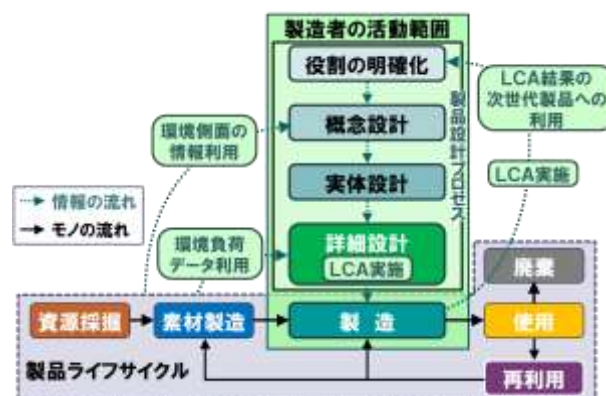 製造者の活動範囲
役割の明確化
概念設計
実体設計
詳細設計
LCA実施
製品設計プロセス
LCA結果の
次世代製品への
利用
LCA実施
環境側面の
情報利用
情報の流れ
モノの流れ
環境負荷
データ利用
資源採掘
素材製造
製 造
使用
廃棄
再利用
製品ライフサイクル